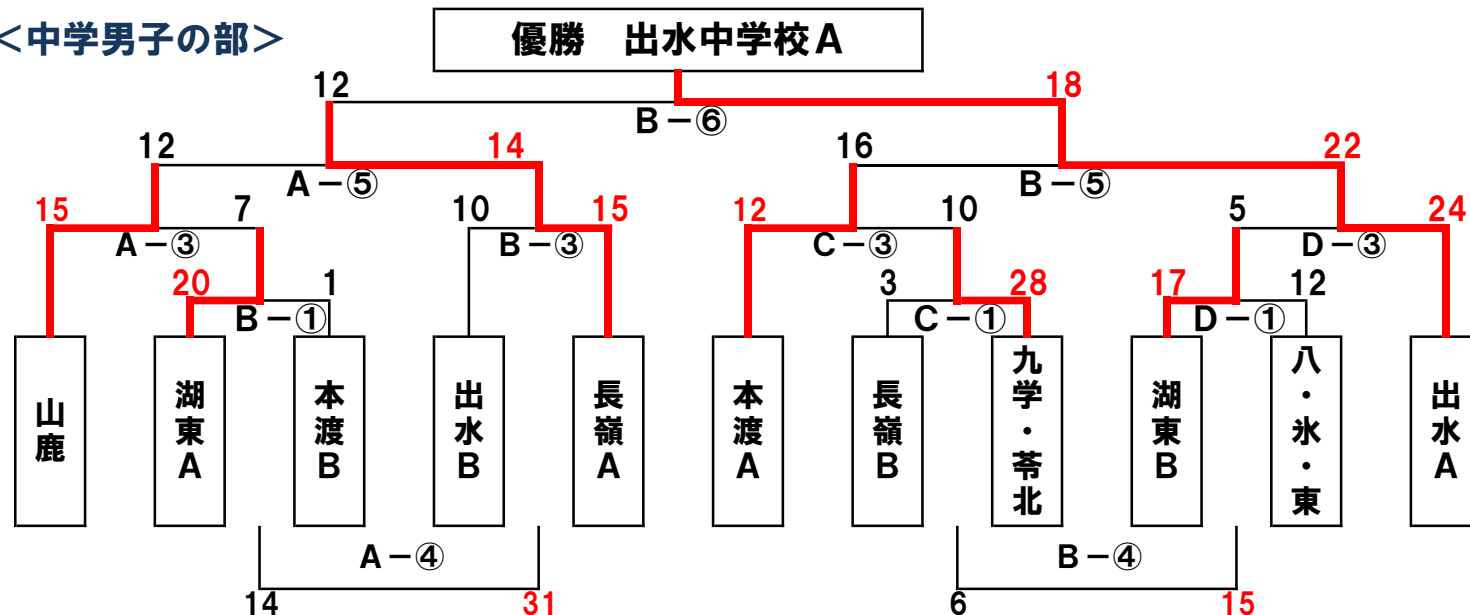 <中学男子の部>
優勝　出水中学校A
12
18
B－⑥
12
14
16
22
A－⑤
B－⑤
15
7
10
15
12
10
5
24
A－③
B－③
C－③
D－③
20
1
3
28
17
12
B－①
C－①
D－①
山鹿
湖東A
本渡B
出水B
長嶺A
本渡A
長嶺B
九学・苓北
湖東B
八・氷・東
出水A
A－④
B－④
14
31
6
15